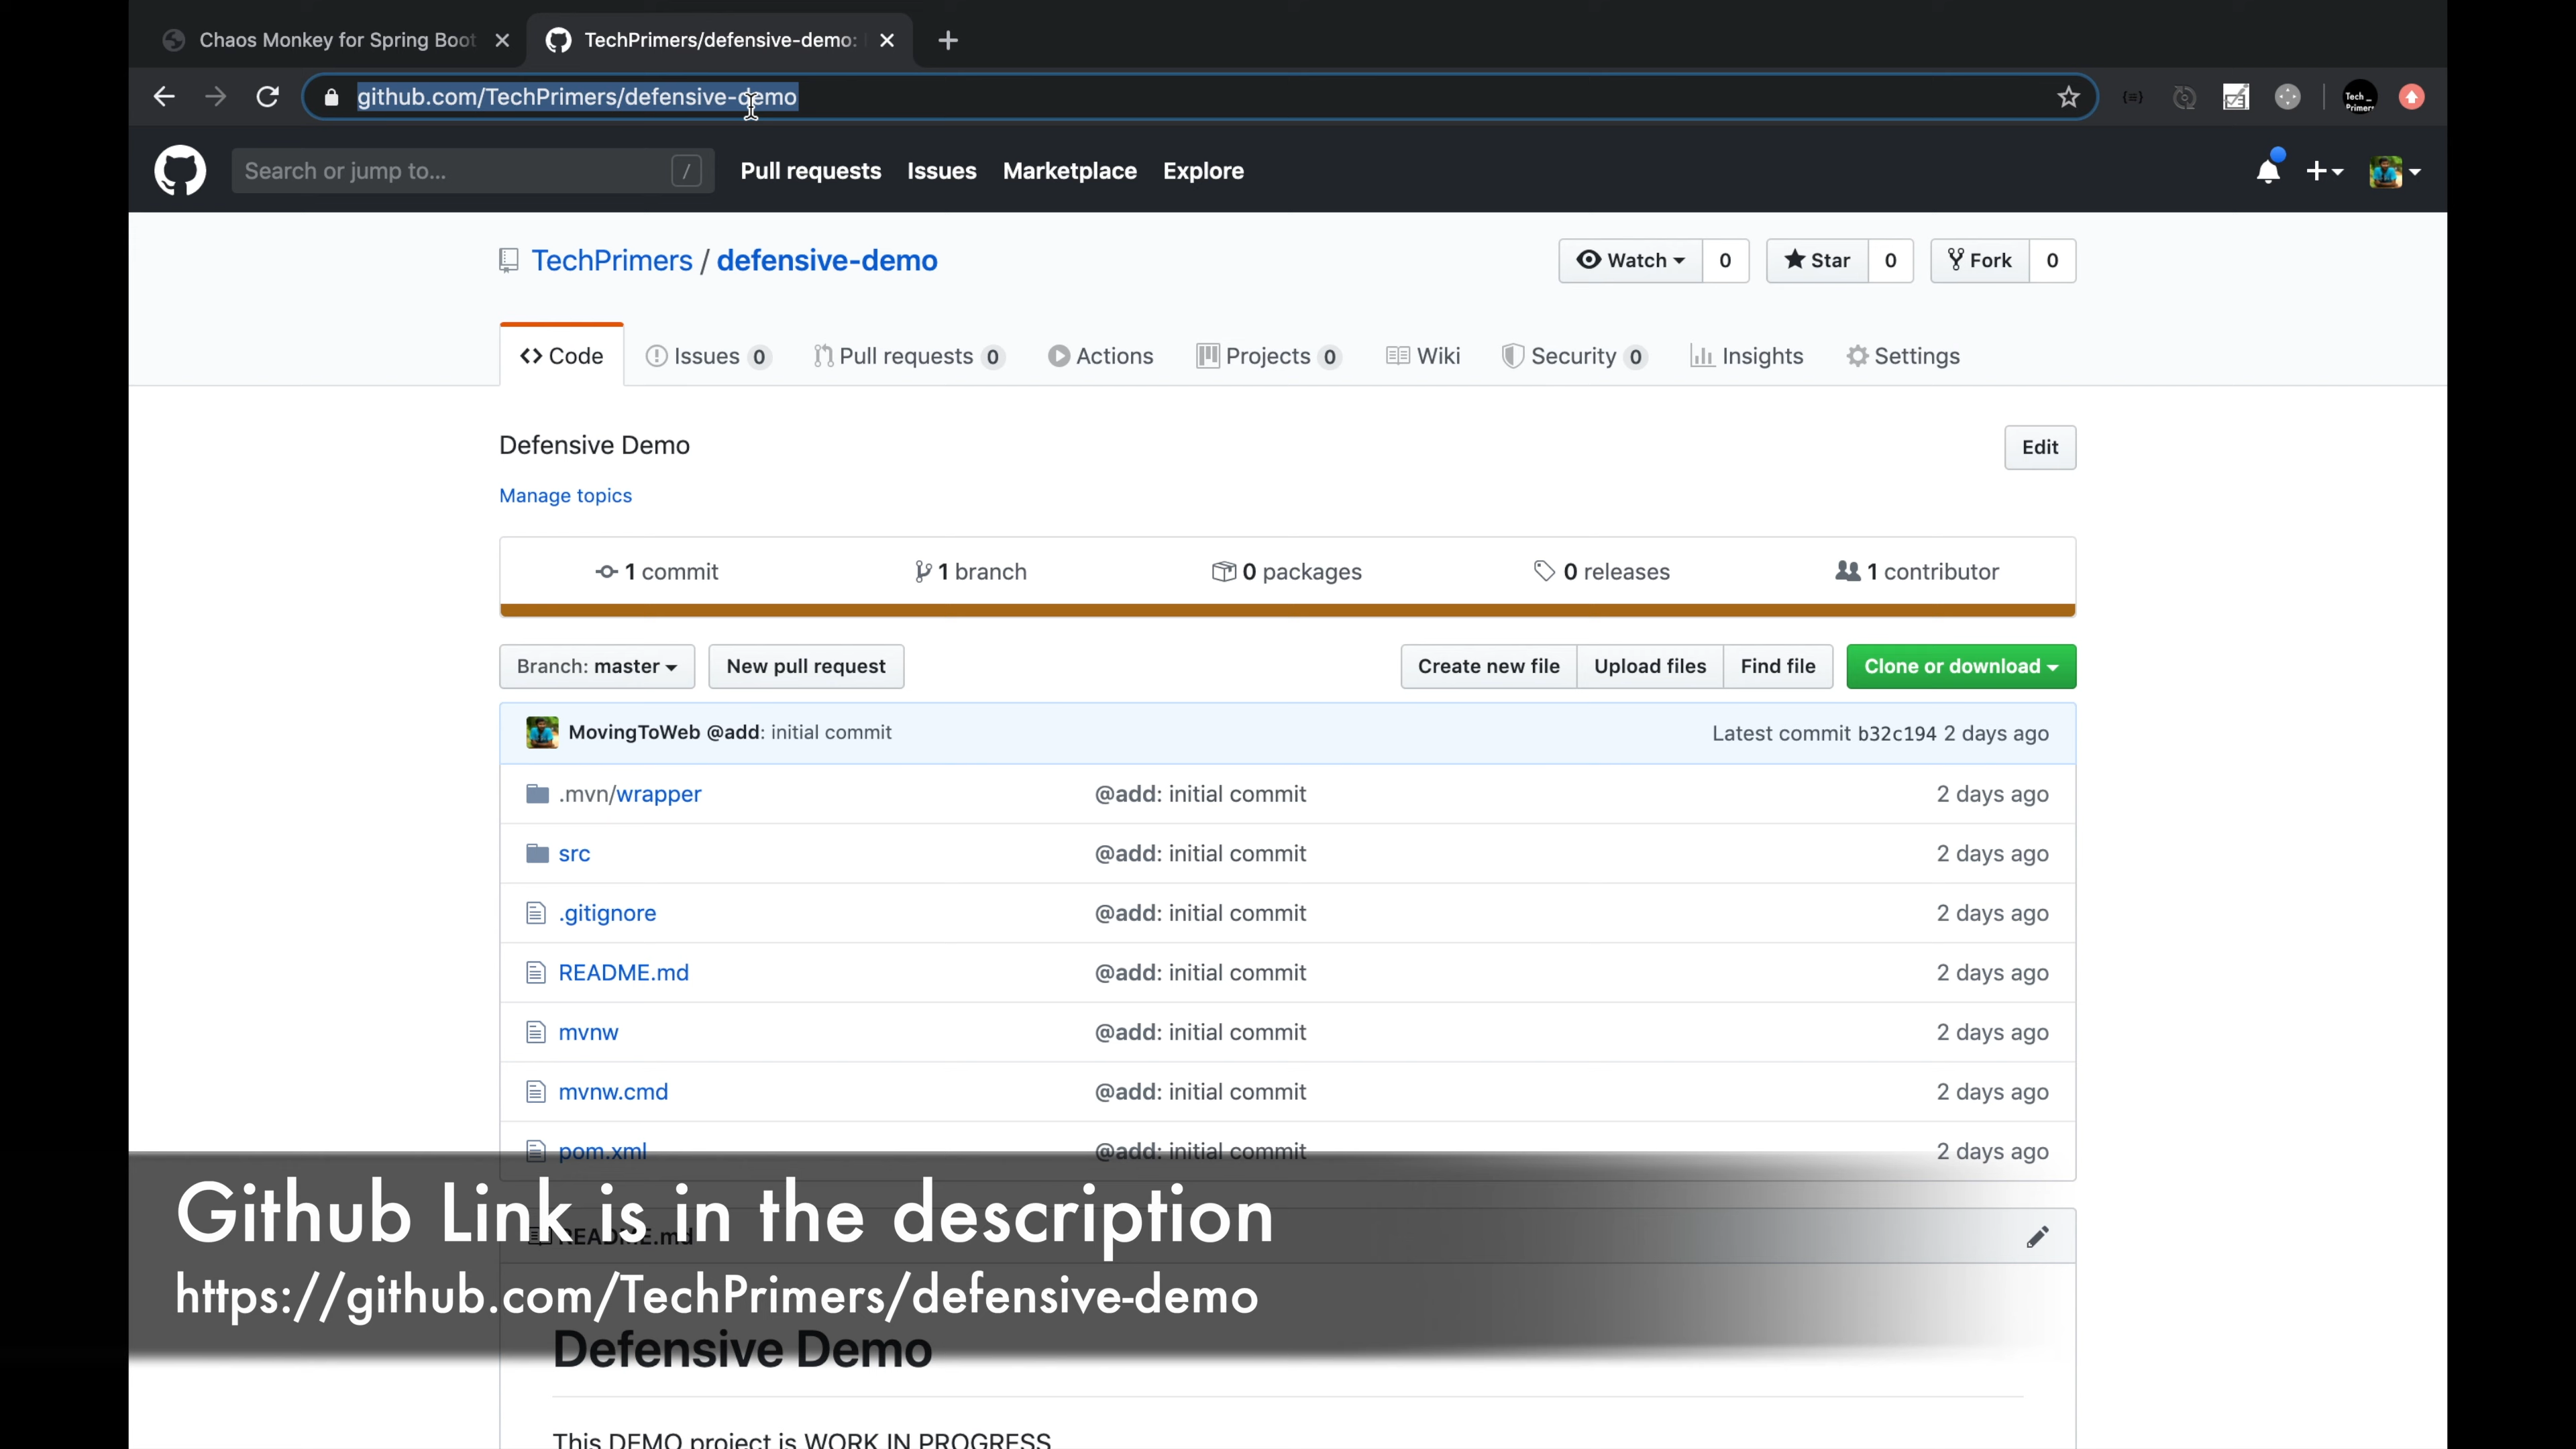 Chaos Monkey for Spring Boot
TechPrimers/defensive-demo:
github.com/TechPrimers/defensive-demo
Tech_
Primers
Search or jump to...
/
Pull requests
Issues
Marketplace
Explore
TechPrimers / defensive-demo
Watch 0
Star 0
Fork 0
Code
Issues 0
Pull requests 0
Actions
Projects 0
Wiki
Security 0
Insights
Settings
Defensive Demo
Edit
Manage topics
1 commit
1 branch
0 packages
0 releases
1 contributor
Branch: master
New pull request
Create new file
Upload files
Find file
Clone or download
MovingToWeb @add: initial commit
Latest commit b32c194 2 days ago
.mvn/wrapper @add: initial commit 2 days ago
src @add: initial commit 2 days ago
.gitignore @add: initial commit 2 days ago
README.md @add: initial commit 2 days ago
mvnw @add: initial commit 2 days ago
mvnw.cmd @add: initial commit 2 days ago
pom.xml @add: initial commit 2 days ago
Github Link is in the description
README.md
https://github.com/TechPrimers/defensive-demo
Defensive Demo
This DEMO project is WORK IN PROGRESS